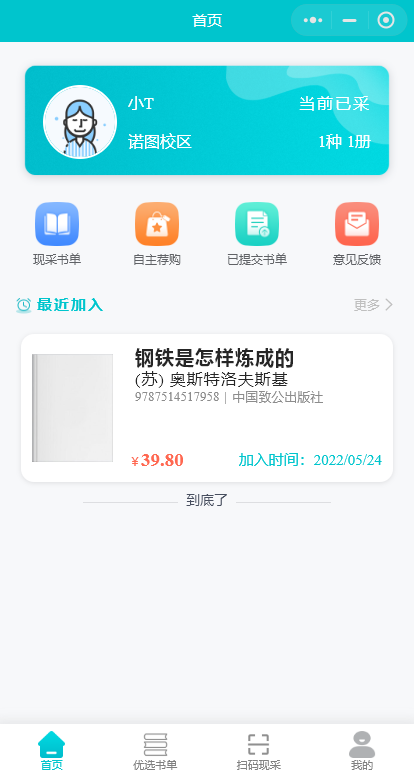 首页
小T
当前已采
诺图校区
1种 1册
现采书单
自主荐购
已提交书单
意见反馈
最近加入
更多
钢铁是怎样炼成的
(苏) 奥斯特洛夫斯基
9787514517958 | 中国致公出版社
¥39.80
加入时间：2022/05/24
到底了
首页
优选书单
扫码现采
我的